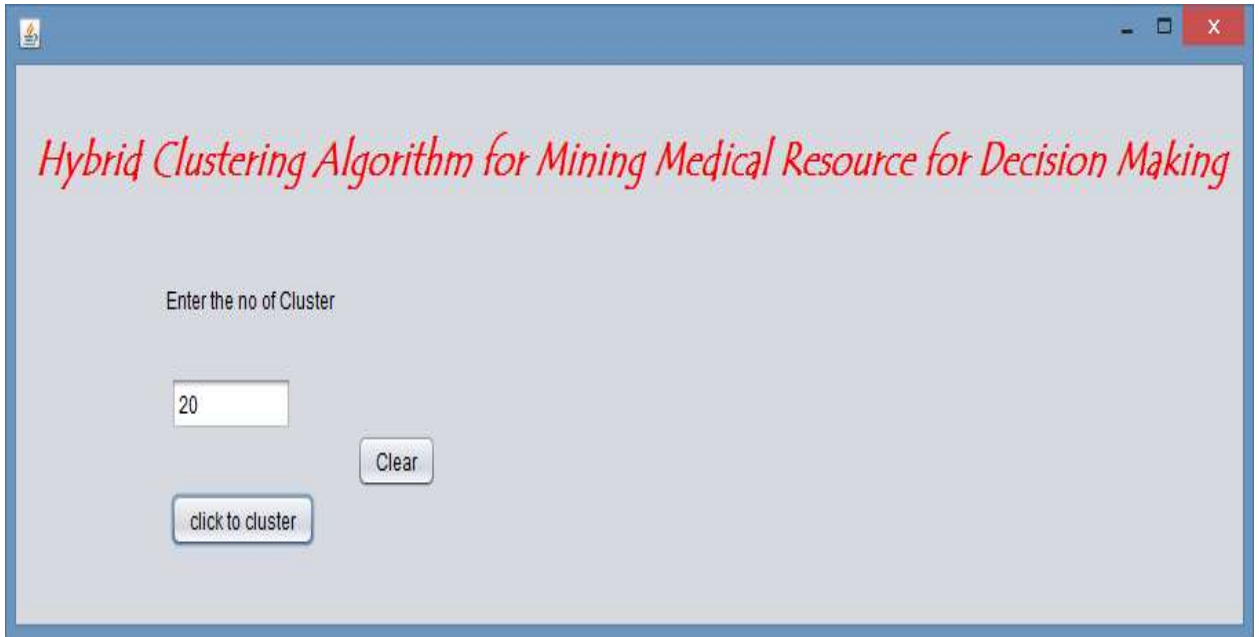 X
Hybrid Clustering Algorithm for Mining Medical Resource for Decision Making
Enter the no of Cluster
20
Clear
click to cluster